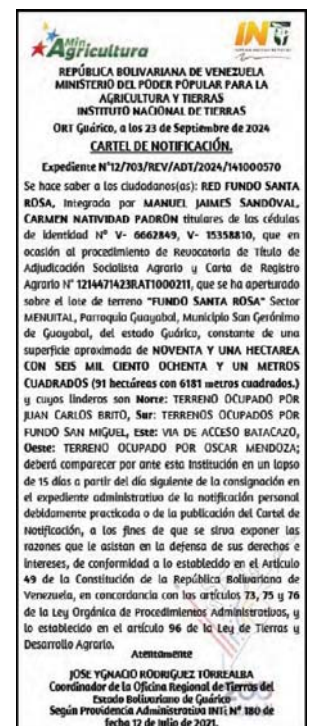 Min
Agricultura
INTI
REPÚBLICA BOLIVARIANA DE VENEZUELA
MINISTERIO DEL PODER POPULAR PARA LA
AGRICULTURA Y TIERRAS
INSTITUTO NACIONAL DE TIERRAS
ORT Guárico, a los 23 de Septiembre de 2024
CARTEL DE NOTIFICACIÓN.
Expediente N°12/703/REV/ADT/2024/141000570
Se hace saber a los ciudadanos(as): RED FUNDO SANTA
ROSA, Integrada por MANUEL JAIMES SANDOVAL,
CARMEN NATIVIDAD PADRON titulares de las cédulas
de identidad N° V- 6662849, V- 15358810, que en
ocasión al procedimiento de Revocatoria de Título de
Adjudicación Socialista Agrario y Carta de Registro
Agrario N° 1214471423RAT1000211, que se ha aperturado
sobre el lote de terreno "FUNDO SANTA ROSA" Sector
MENUITAL, Parroquia Guayabal, Municipio San Gerónimo
de Guayabal, del estado Guárico, constante de una
superficie aproximada de NOVENTA Y UNA HECTAREA
CON SEIS MIL CIENTO OCHENTA Y UN METROS
CUADRADOS (91 hectáreas con 6181 metros cuadrados.)
y cuyos linderos son Norte: TERRENO OCUPADO POR
JUAN CARLOS BRITO, Sur: TERRENOS OCUPADOS POR
FUNDO SAN MIGUEL, Este: VIA DE ACCESO BATACAZO,
Oeste: TERRENO OCUPADO POR OSCAR MENDOZA;
deberá comparecer por ante esta Institución en un lapso
de 15 días a partir del día siguiente de la consignación en
el expediente administrativo de la notificación personal
debidamente practicada o de la publicación del Cartel de
Notificación, a los fines de que se sirva exponer las
razones que le asistan en la defensa de sus derechos e
intereses, de conformidad a lo establecido en el Artículo
49 de la Constitución de la República Bolivariana de
Venezuela, en concordancia con los artículos 73, 75 y 76
de la Ley Orgánica de Procedimientos Administrativos, y
lo establecido en el artículo 96 de la Ley de Tierras y
Desarrollo Agrario.
Atentamente
JOSE YGNACIO RODRIGUEZ TORREALBA
Coordinador de la Oficina Regional de Tierras del
Estado Bolivariano de Guárico
Según Providencia Administrativa INTi N° 180 de
fecha 12 de Julio de 2021.